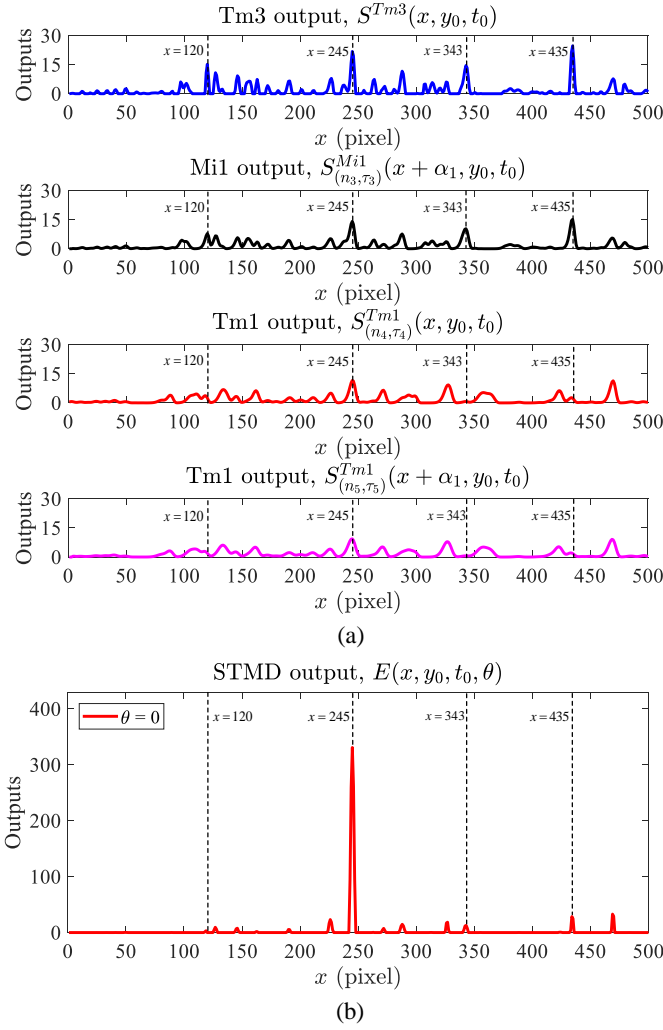 Tm3 output, S^{Tm3}(x, y_0, t_0)
30
15
0
Outputs
x=120
x=245
x=343
x=435
0 50 100 150 200 250 300 350 400 450 500
x (pixel)
Mi1 output, S^{Mi1}_{(n_3,τ_3)}(x + α_1, y_0, t_0)
30
15
0
Outputs
x=120
x=245
x=343
x=435
0 50 100 150 200 250 300 350 400 450 500
x (pixel)
Tm1 output, S^{Tm1}_{(n_4,τ_4)}(x, y_0, t_0)
30
15
0
Outputs
x=120
x=245
x=343
x=435
0 50 100 150 200 250 300 350 400 450 500
x (pixel)
Tm1 output, S^{Tm1}_{(n_5,τ_5)}(x + α_1, y_0, t_0)
30
15
0
Outputs
x=120
x=245
x=343
x=435
0 50 100 150 200 250 300 350 400 450 500
x (pixel)
(a)
STMD output, E(x, y_0, t_0, θ)
400
300
200
100
0
Outputs
θ = 0
x=120
x=245
x=343
x=435
0 50 100 150 200 250 300 350 400 450 500
x (pixel)
(b)